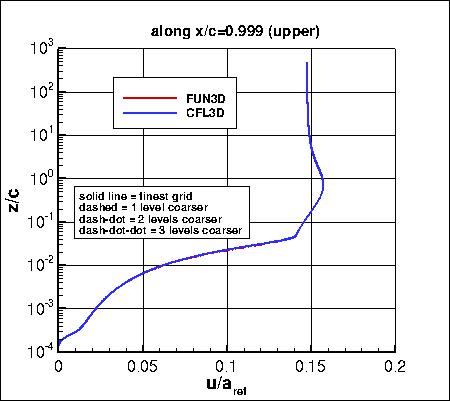 along x/c=0.999 (upper)
10³
10²
10¹
10⁰
10⁻¹
10⁻²
10⁻³
10⁻⁴
z/c
FUN3D
CFL3D
solid line = finest grid
dashed = 1 level coarser
dash-dot = 2 levels coarser
dash-dot-dot = 3 levels coarser
0 0.05 0.1 0.15 0.2
u/a_ref